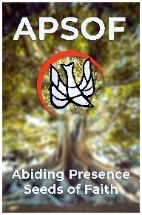 APSOF
Abiding Presence
Seeds of Faith